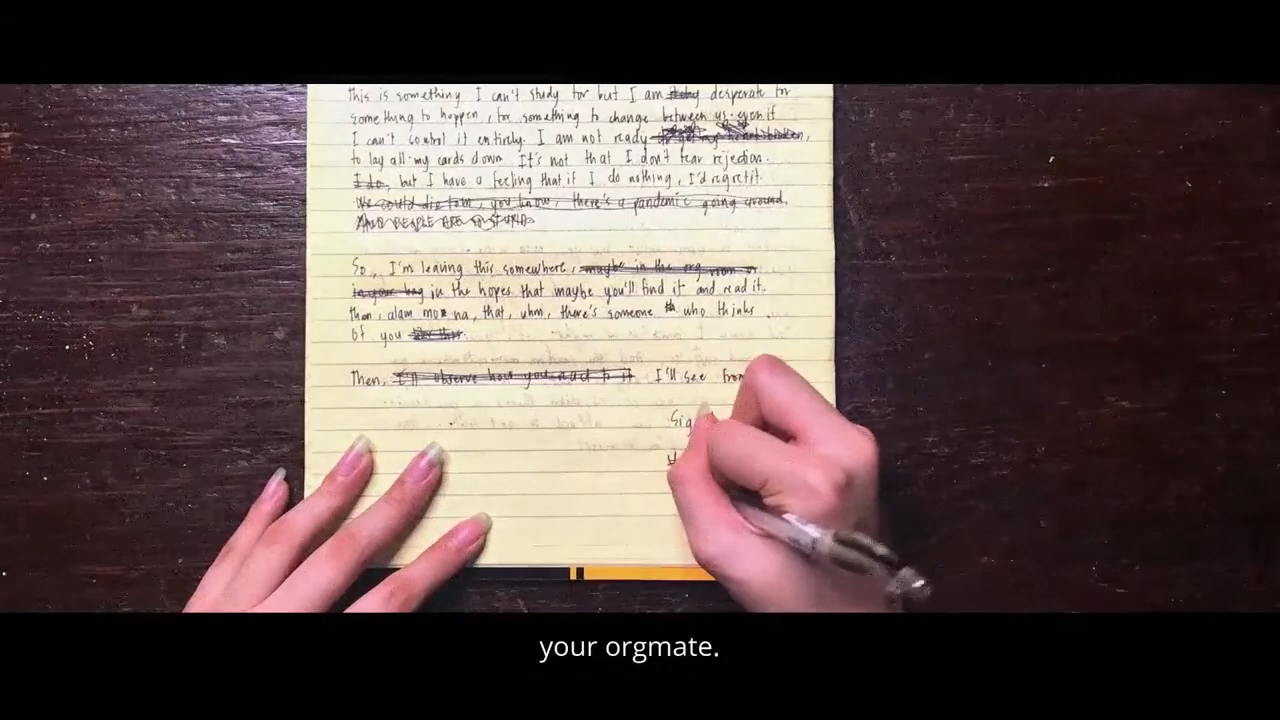 this is something I can't study for but I am desperate for
something to happen, for something to change between us, even if
I can't control it entirely. I am not ready
to lay all my cards down. It's not that I don't fear rejection.
I do, but I have a feeling that if I do nothing, I'd regret it.
We could die tom, you know, there's a pandemic going around.
AND PEOPLE ARE SO STUPID.
So, I'm leaving this somewhere, maybe in the org room or
in your bag in the hopes that maybe you'll find it and read it.
then, alam mo na, that, uhm, there's someone who thinks
of you
Then, I'll observe how you react to it I'll see from
Sig
your orgmate.